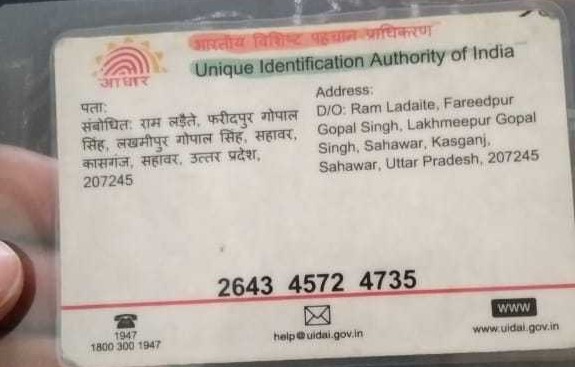 भारतीय विशिष्ट पहचान प्राधिकरण
Unique Identification Authority of India
आधार
पता:
संबोधित: राम लड़ैते, फरीदपुर गोपाल
सिंह, लखमीपुर गोपाल सिंह, सहावर,
कासगंज, सहावर, उत्तर प्रदेश,
207245
Address:
D/O: Ram Ladaite, Fareedpur
Gopal Singh, Lakhmeepur Gopal
Singh, Sahawar, Kasganj,
Sahawar, Uttar Pradesh, 207245
2643 4572 4735
1947
1800 300 1947
help@uidai.gov.in
WWW
www.uidai.gov.in